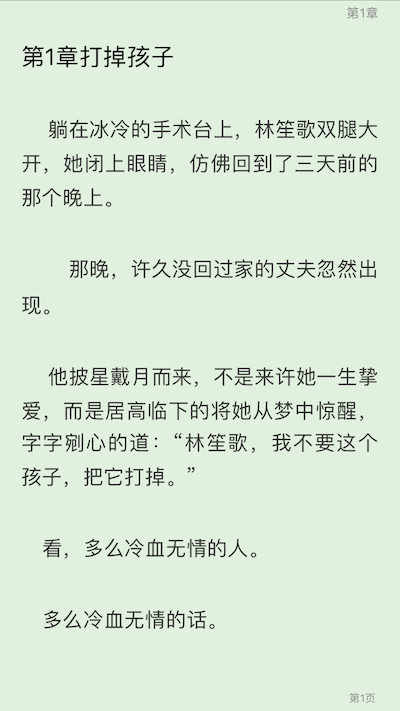 第1章
第1章打掉孩子
躺在冰冷的手术台上，林笙歌双腿大
开，她闭上眼睛，仿佛回到了三天前的
那个晚上。
那晚，许久没回过家的丈夫忽然出
现。
他披星戴月而来，不是来许她一生挚
爱，而是居高临下的将她从梦中惊醒，
字字剜心的道：“林笙歌，我不要这个
孩子，把它打掉。”
看，多么冷血无情的人。
多么冷血无情的话。
第1页